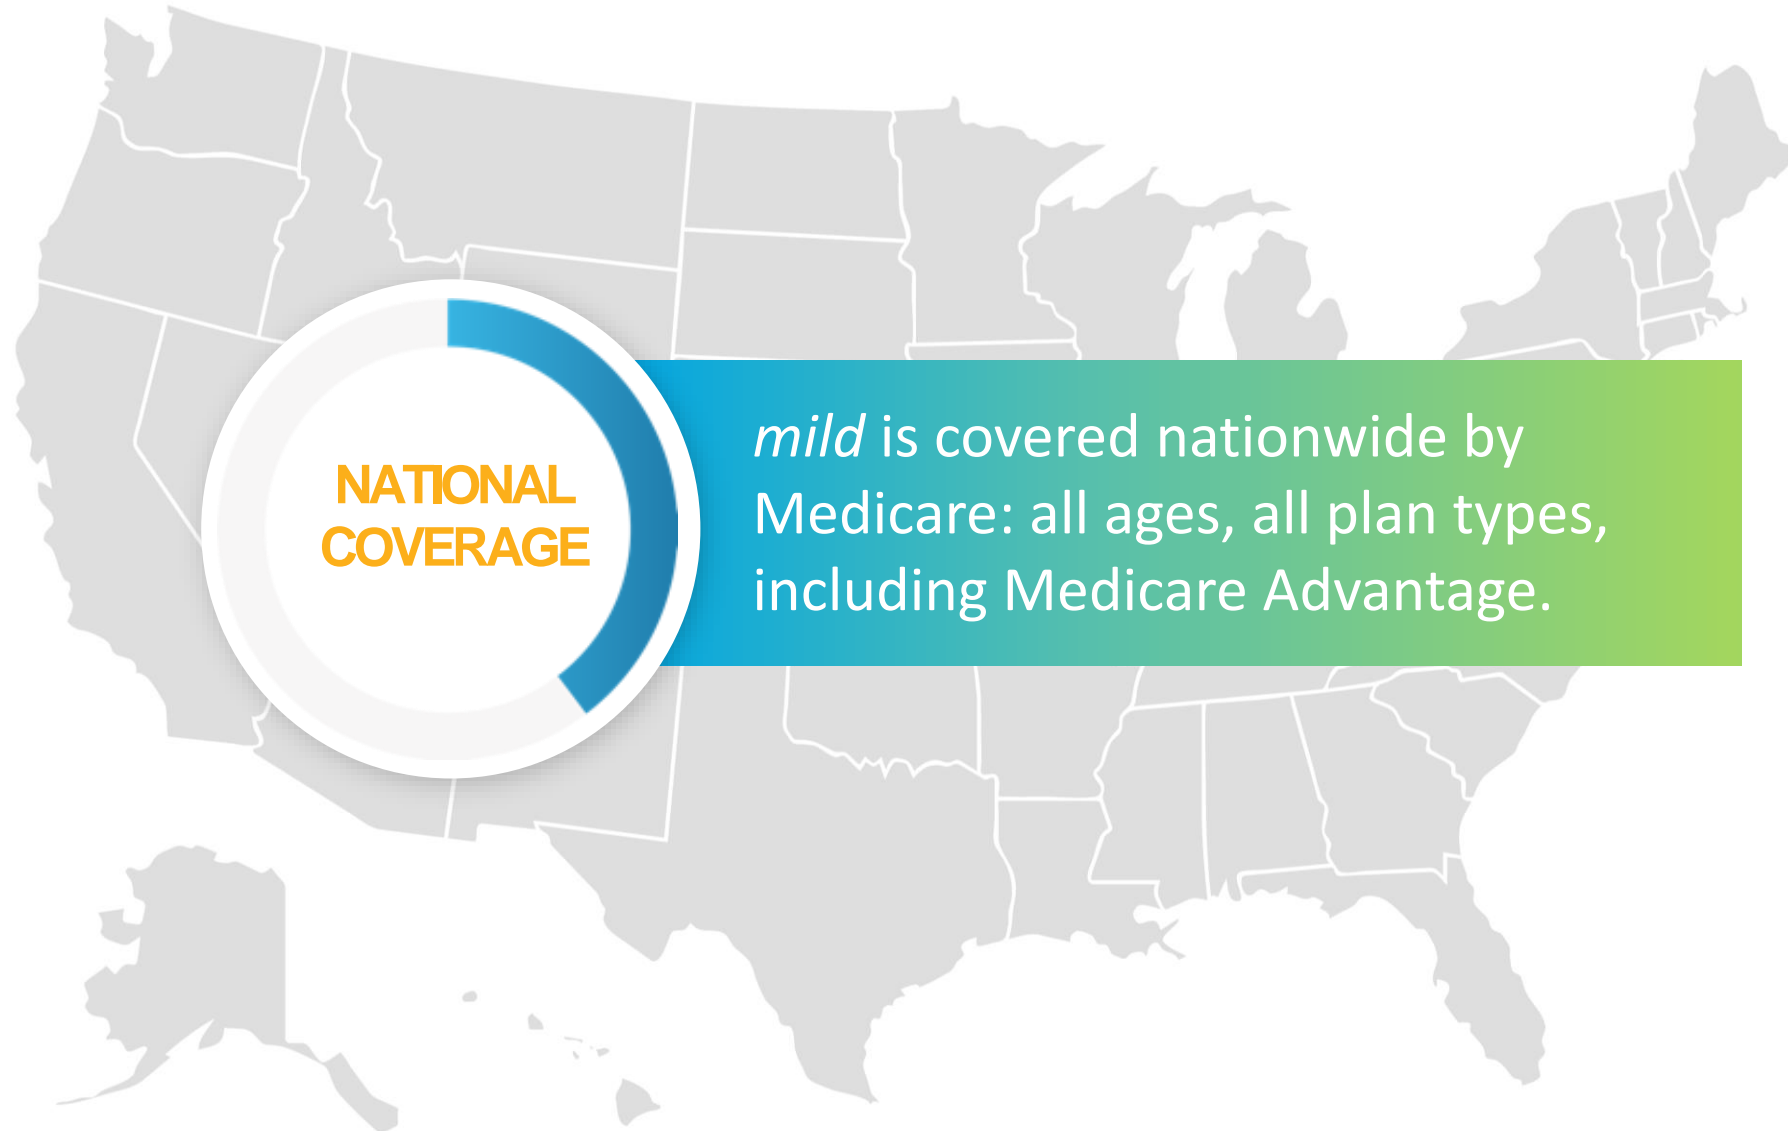 NATIONAL
COVERAGE
mild is covered nationwide by
Medicare: all ages, all plan types,
including Medicare Advantage.